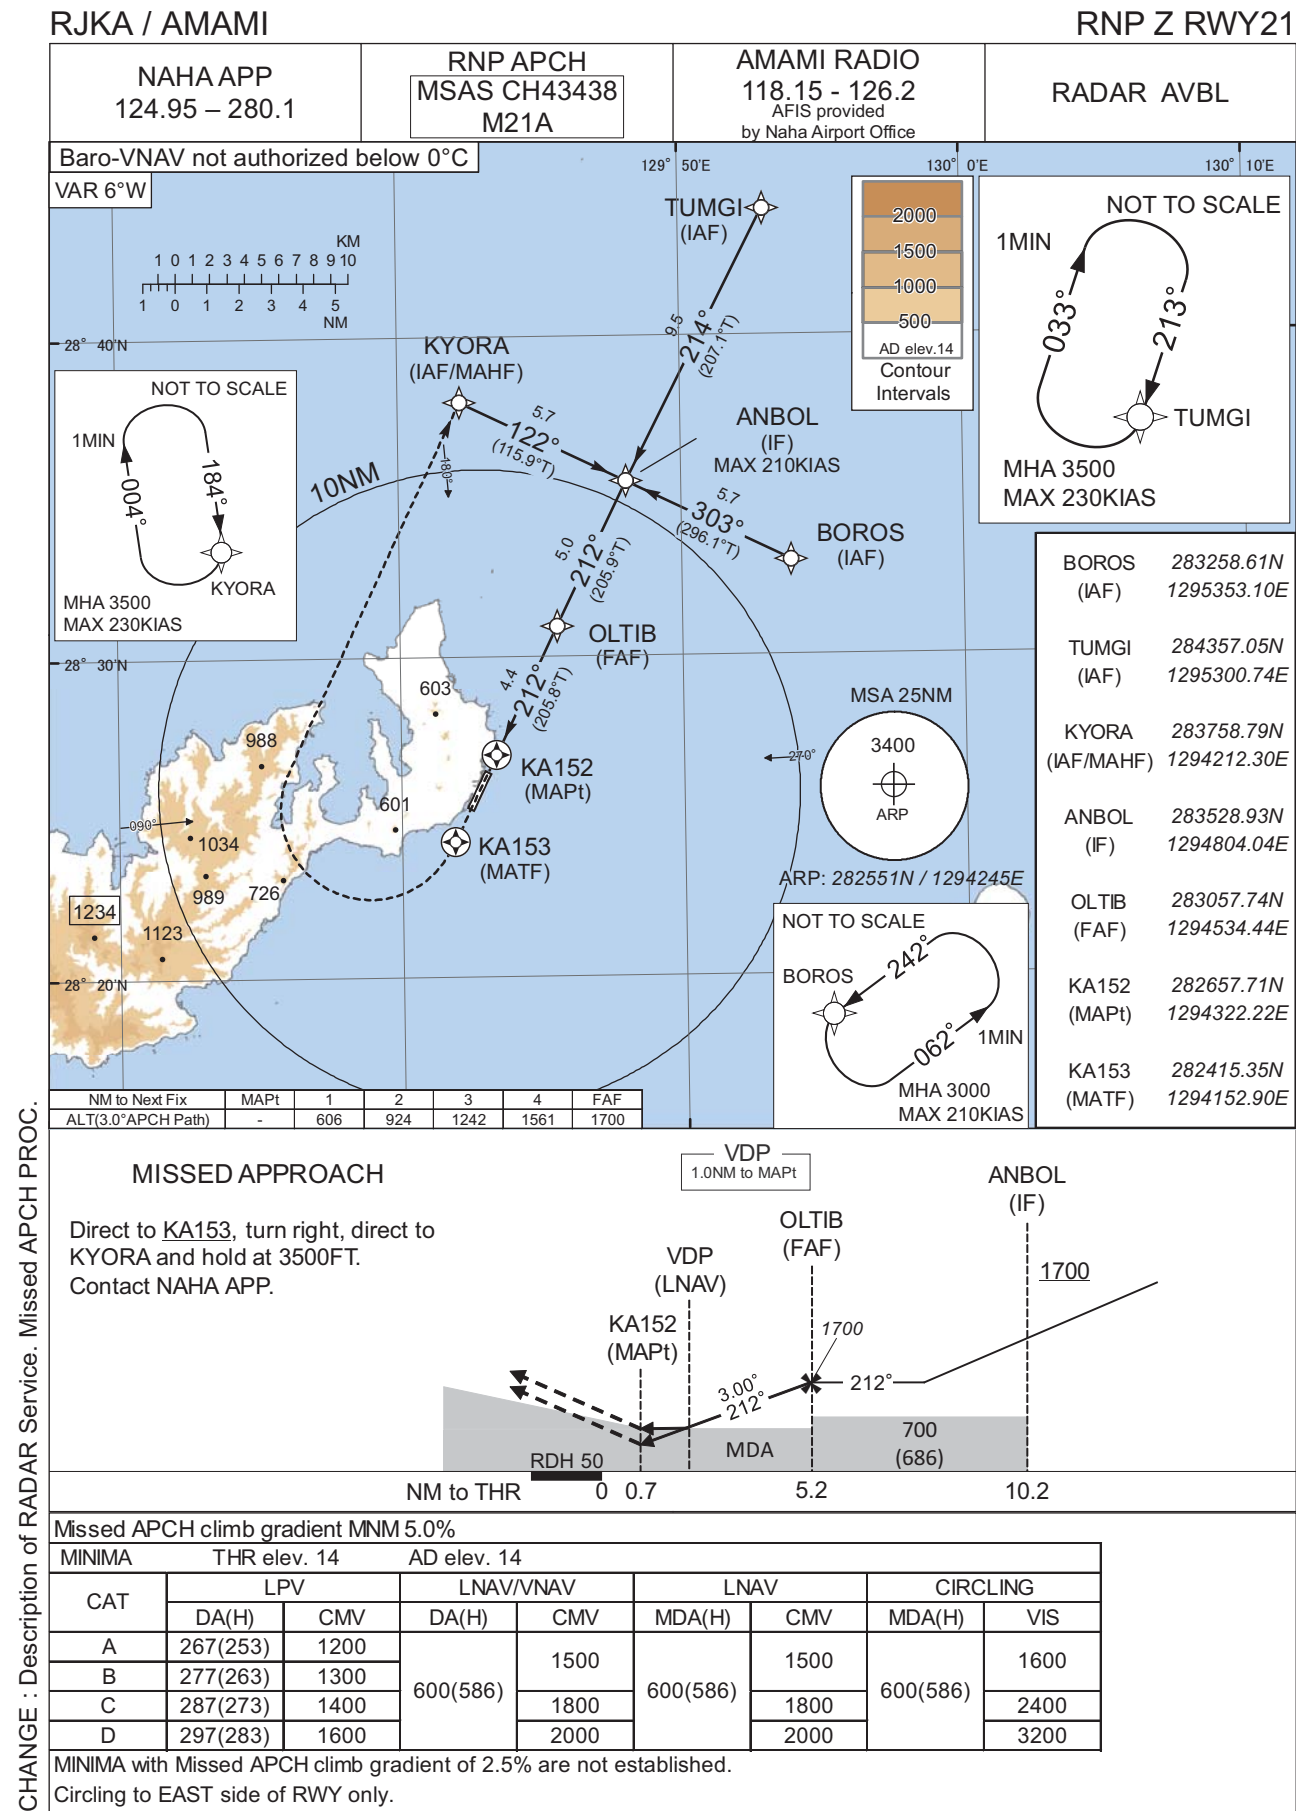 RJKA / AMAMI
RNP Z RWY21
NAHA APP
124.95 – 280.1
RNP APCH
MSAS CH43438
M21A
AMAMI RADIO
118.15 - 126.2
AFIS provided
by Naha Airport Office
RADAR AVBL
Baro-VNAV not authorized below 0°C
VAR 6°W
129° 50'E
130° 0'E
130° 10'E
KM
1 0 1 2 3 4 5 6 7 8 9 10
1 0 1 2 3 4 5
NM
TUMGI
(IAF)
2000
1500
1000
500
AD elev.14
Contour
Intervals
NOT TO SCALE
1MIN
033°
213°
TUMGI
MHA 3500
MAX 230KIAS
28° 40'N
9.5
214°
(207.1°T)
KYORA
(IAF/MAHF)
NOT TO SCALE
1MIN
004°
184°
KYORA
MHA 3500
MAX 230KIAS
5.7
122°
(115.9°T)
180°
10NM
ANBOL
(IF)
MAX 210KIAS
5.7
303°
(296.1°T)
BOROS
(IAF)
5.0
212°
(205.9°T)
OLTIB
(FAF)
28° 30'N
4.4
212°
(205.8°T)
603
988
KA152
(MAPt)
601
KA153
(MATF)
090°
1034
989
726
1234
1123
28° 20'N
270°
MSA 25NM
3400
ARP
ARP: 282551N / 1294245E
NOT TO SCALE
BOROS
242°
062°
1MIN
MHA 3000
MAX 210KIAS
BOROS 283258.61N
(IAF) 1295353.10E
TUMGI 284357.05N
(IAF) 1295300.74E
KYORA 283758.79N
(IAF/MAHF) 1294212.30E
ANBOL 283528.93N
(IF) 1294804.04E
OLTIB 283057.74N
(FAF) 1294534.44E
KA152 282657.71N
(MAPt) 1294322.22E
KA153 282415.35N
(MATF) 1294152.90E
NM to Next Fix MAPt 1 2 3 4 FAF
ALT(3.0°APCH Path) - 606 924 1242 1561 1700
MISSED APPROACH
Direct to KA153, turn right, direct to
KYORA and hold at 3500FT.
Contact NAHA APP.
VDP
1.0NM to MAPt
ANBOL
(IF)
OLTIB
(FAF)
VDP
(LNAV)
KA152
(MAPt)
1700
1700
3.00°
212°
212°
700
(686)
MDA
RDH 50
NM to THR 0 0.7 5.2 10.2
Missed APCH climb gradient MNM 5.0%
MINIMA THR elev. 14 AD elev. 14
CAT LPV LNAV/VNAV LNAV CIRCLING
DA(H) CMV DA(H) CMV MDA(H) CMV MDA(H) VIS
A 267(253) 1200 600(586) 1500 600(586) 1500 600(586) 1600
B 277(263) 1300
C 287(273) 1400 1800 1800 2400
D 297(283) 1600 2000 2000 3200
MINIMA with Missed APCH climb gradient of 2.5% are not established.
Circling to EAST side of RWY only.
CHANGE : Description of RADAR Service. Missed APCH PROC.